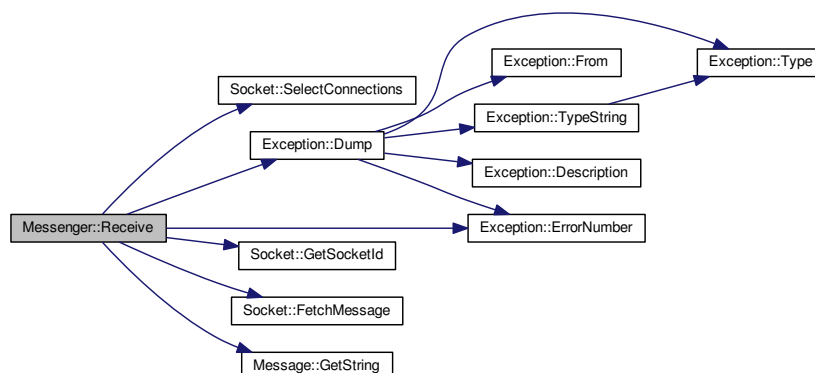 Exception::From
Exception::Type
Socket::SelectConnections
Exception::TypeString
Exception::Dump
Exception::Description
Messenger::Receive
Exception::ErrorNumber
Socket::GetSocketId
Socket::FetchMessage
Message::GetString